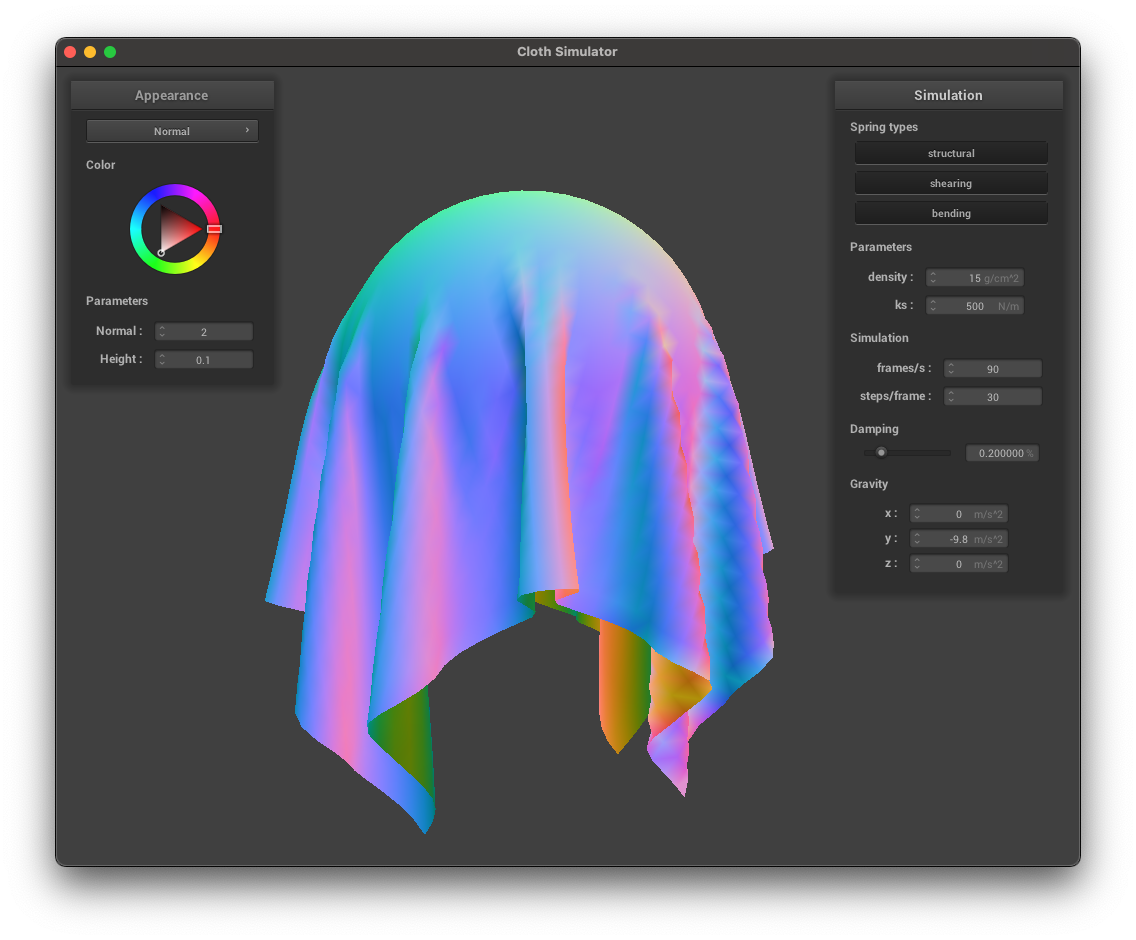 Cloth Simulator
Appearance
Normal ›
Color
Parameters
Normal : 2
Height : 0.1
Simulation
Spring types
structural
shearing
bending
Parameters
density : 15 g/cm^2
ks : 500 N/m
Simulation
frames/s : 90
steps/frame : 30
Damping
0.200000 %
Gravity
x : 0 m/s^2
y : -9.8 m/s^2
z : 0 m/s^2